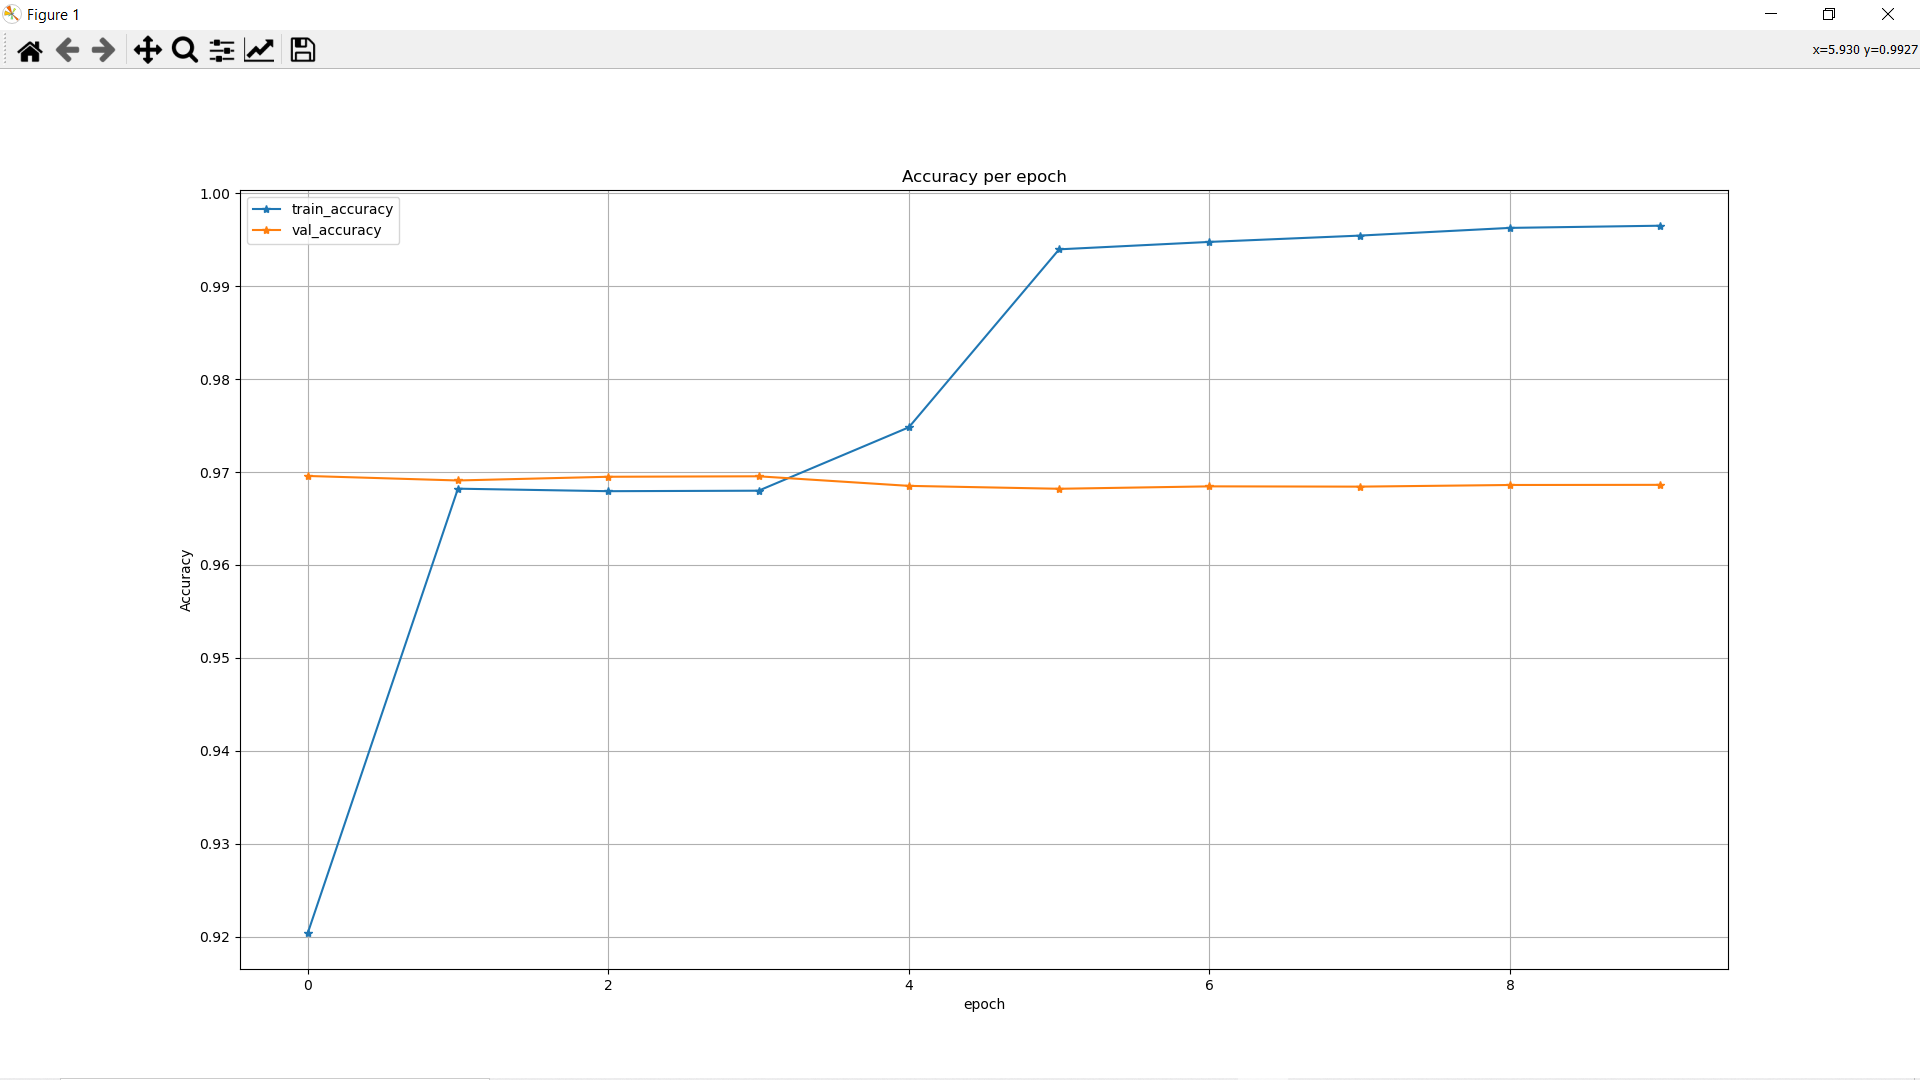 Figure 1
x=5.930 y=0.9927
Accuracy per epoch
train_accuracy
val_accuracy
1.00
0.99
0.98
0.97
0.96
0.95
0.94
0.93
0.92
Accuracy
0 2 4 6 8
epoch